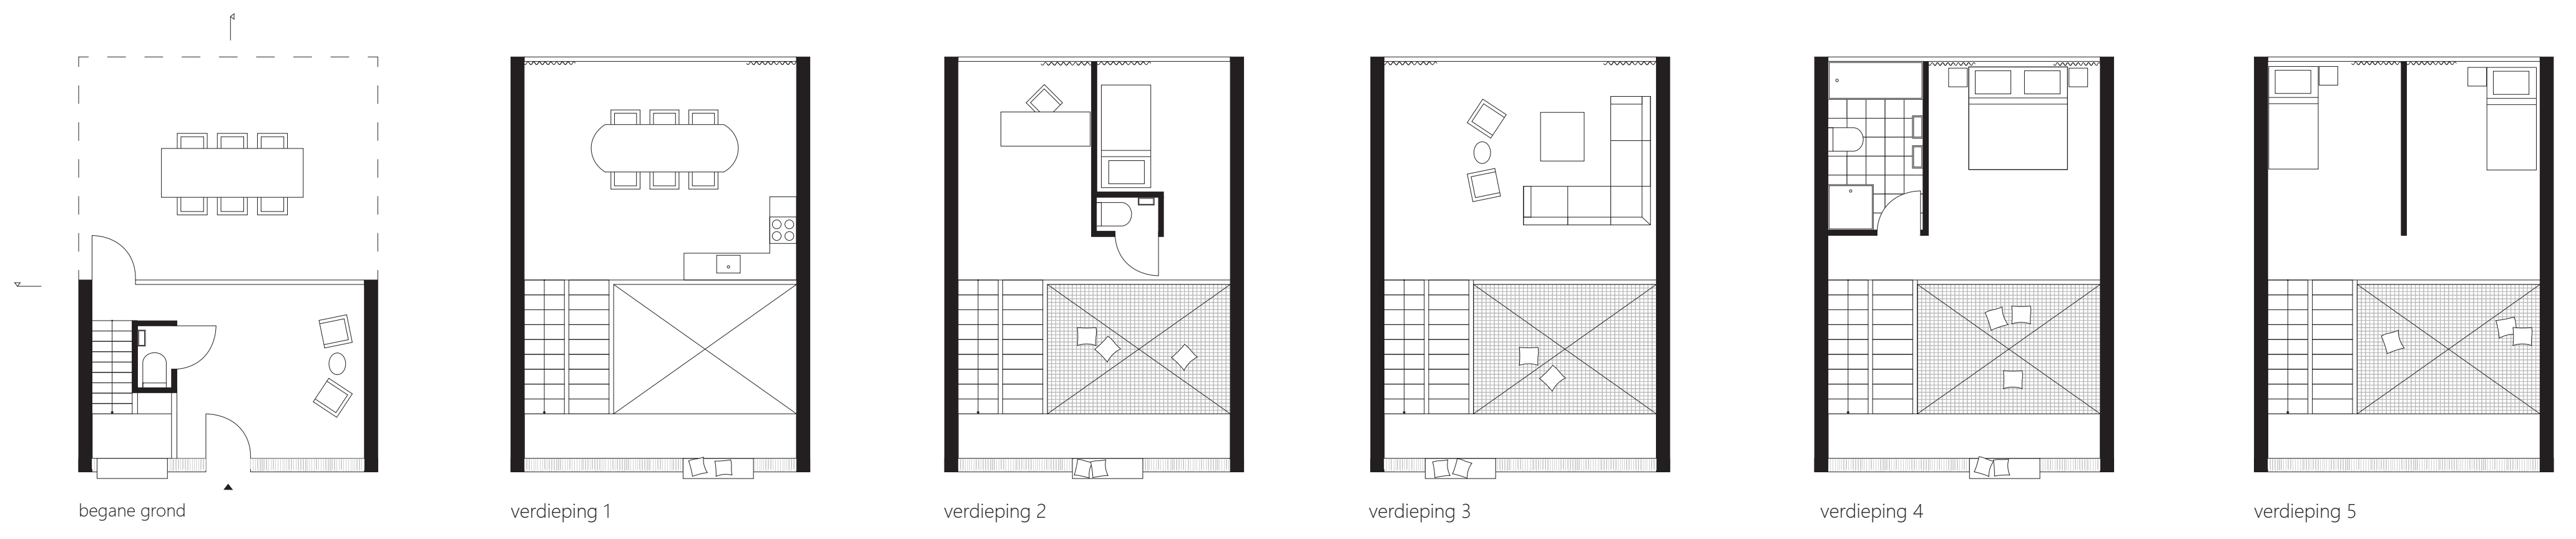 begane grond
verdieping 1
verdieping 2
verdieping 3
verdieping 4
verdieping 5